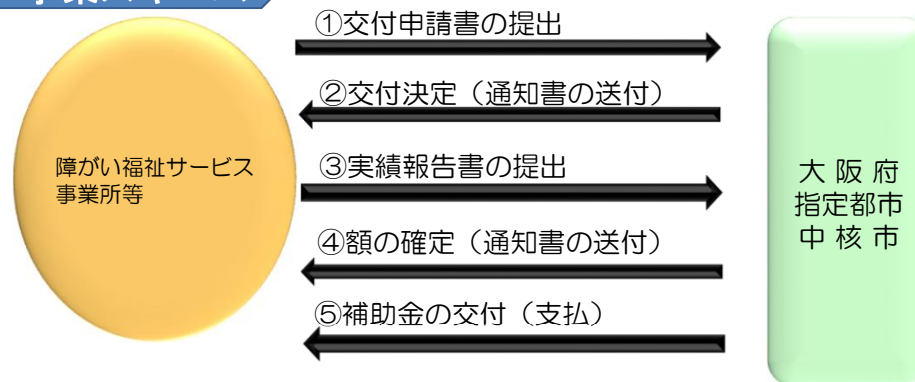 ①交付申請書の提出
②交付決定（通知書の送付）
障がい福祉サービス
事業所等
③実績報告書の提出
大阪府
指定都市
中核市
④額の確定（通知書の送付）
⑤補助金の交付（支払）